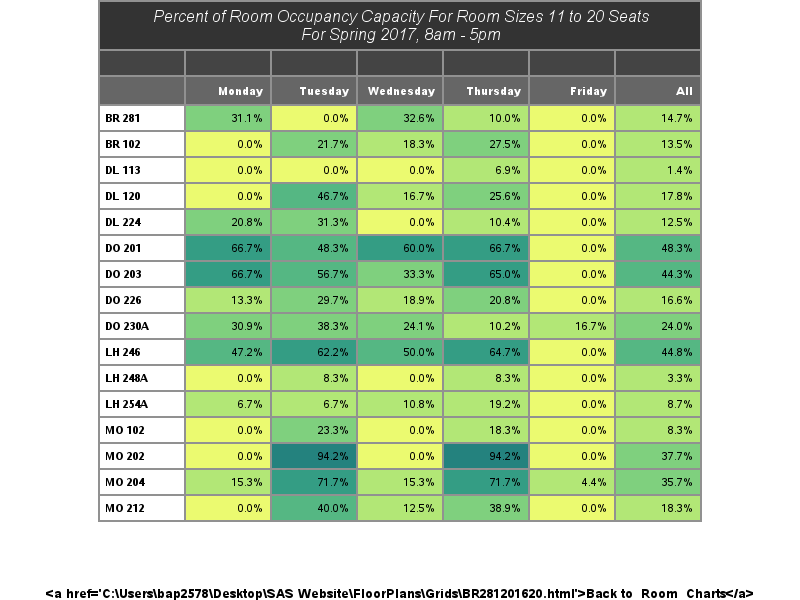 Percent of Room Occupancy Capacity For Room Sizes 11 to 20 Seats
For Spring 2017, 8am - 5pm
Monday Tuesday Wednesday Thursday Friday All
BR 281 31.1% 0.0% 32.6% 10.0% 0.0% 14.7%
BR 102 0.0% 21.7% 18.3% 27.5% 0.0% 13.5%
DL 113 0.0% 0.0% 0.0% 6.9% 0.0% 1.4%
DL 120 0.0% 46.7% 16.7% 25.6% 0.0% 17.8%
DL 224 20.8% 31.3% 0.0% 10.4% 0.0% 12.5%
DO 201 66.7% 48.3% 60.0% 66.7% 0.0% 48.3%
DO 203 66.7% 56.7% 33.3% 65.0% 0.0% 44.3%
DO 226 13.3% 29.7% 18.9% 20.8% 0.0% 16.6%
DO 230A 30.9% 38.3% 24.1% 10.2% 16.7% 24.0%
LH 246 47.2% 62.2% 50.0% 64.7% 0.0% 44.8%
LH 248A 0.0% 8.3% 0.0% 8.3% 0.0% 3.3%
LH 254A 6.7% 6.7% 10.8% 19.2% 0.0% 8.7%
MO 102 0.0% 23.3% 0.0% 18.3% 0.0% 8.3%
MO 202 0.0% 94.2% 0.0% 94.2% 0.0% 37.7%
MO 204 15.3% 71.7% 15.3% 71.7% 4.4% 35.7%
MO 212 0.0% 40.0% 12.5% 38.9% 0.0% 18.3%
<a href='C:\Users\bap2578\Desktop\SAS Website\FloorPlans\Grids\BR281201620.html'>Back to Room Charts</a>